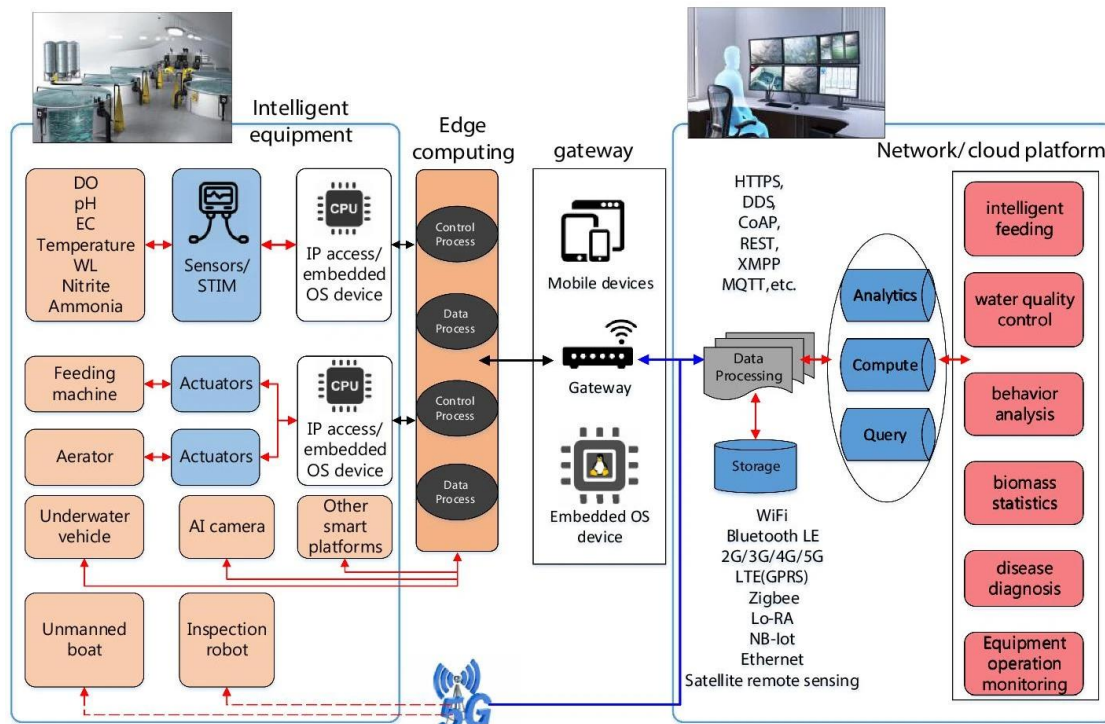 Intelligent
equipment
Edge
computing
gateway
Network/cloud platform
DO
pH
EC
Temperature
WL
Nitrite
Ammonia
Sensors/
STIM
CPU
IP access/
embedded
OS device
Feeding
machine
Actuators
Aerator
Actuators
CPU
IP access/
embedded
OS device
Underwater
vehicle
AI camera
Other
smart
platforms
Unmanned
boat
Inspection
robot
Control
Process
Data
Process
Control
Process
Data
Process
Mobile devices
Gateway
Embedded OS
device
5G
HTTPS,
DDS,
CoAP,
REST,
XMPP
MQTT,etc.
Data
Processing
Storage
WiFi
Bluetooth LE
2G/3G/4G/5G
LTE(GPRS)
Zigbee
Lo-RA
NB-Iot
Ethernet
Satellite remote sensing
Analytics
Compute
Query
intelligent
feeding
water quality
control
behavior
analysis
biomass
statistics
disease
diagnosis
Equipment
operation
monitoring